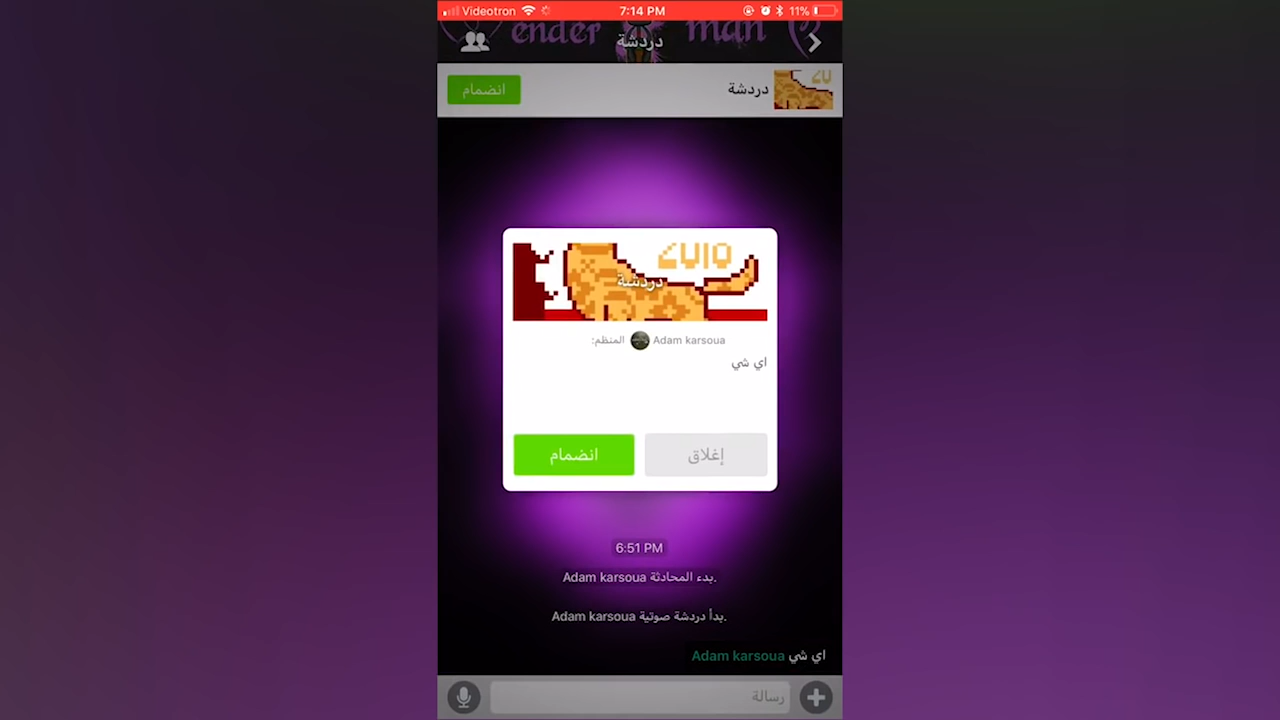 Videotron
7:14 PM
11%
ender man
دردشة
انضمام
دردشة
دردشة
المنظم: Adam karsoua
اي شي
انضمام
إغلاق
6:51 PM
Adam karsoua بدء المحادثة.
Adam karsoua بدأ دردشة صوتية.
Adam karsoua اي شي
رسالة